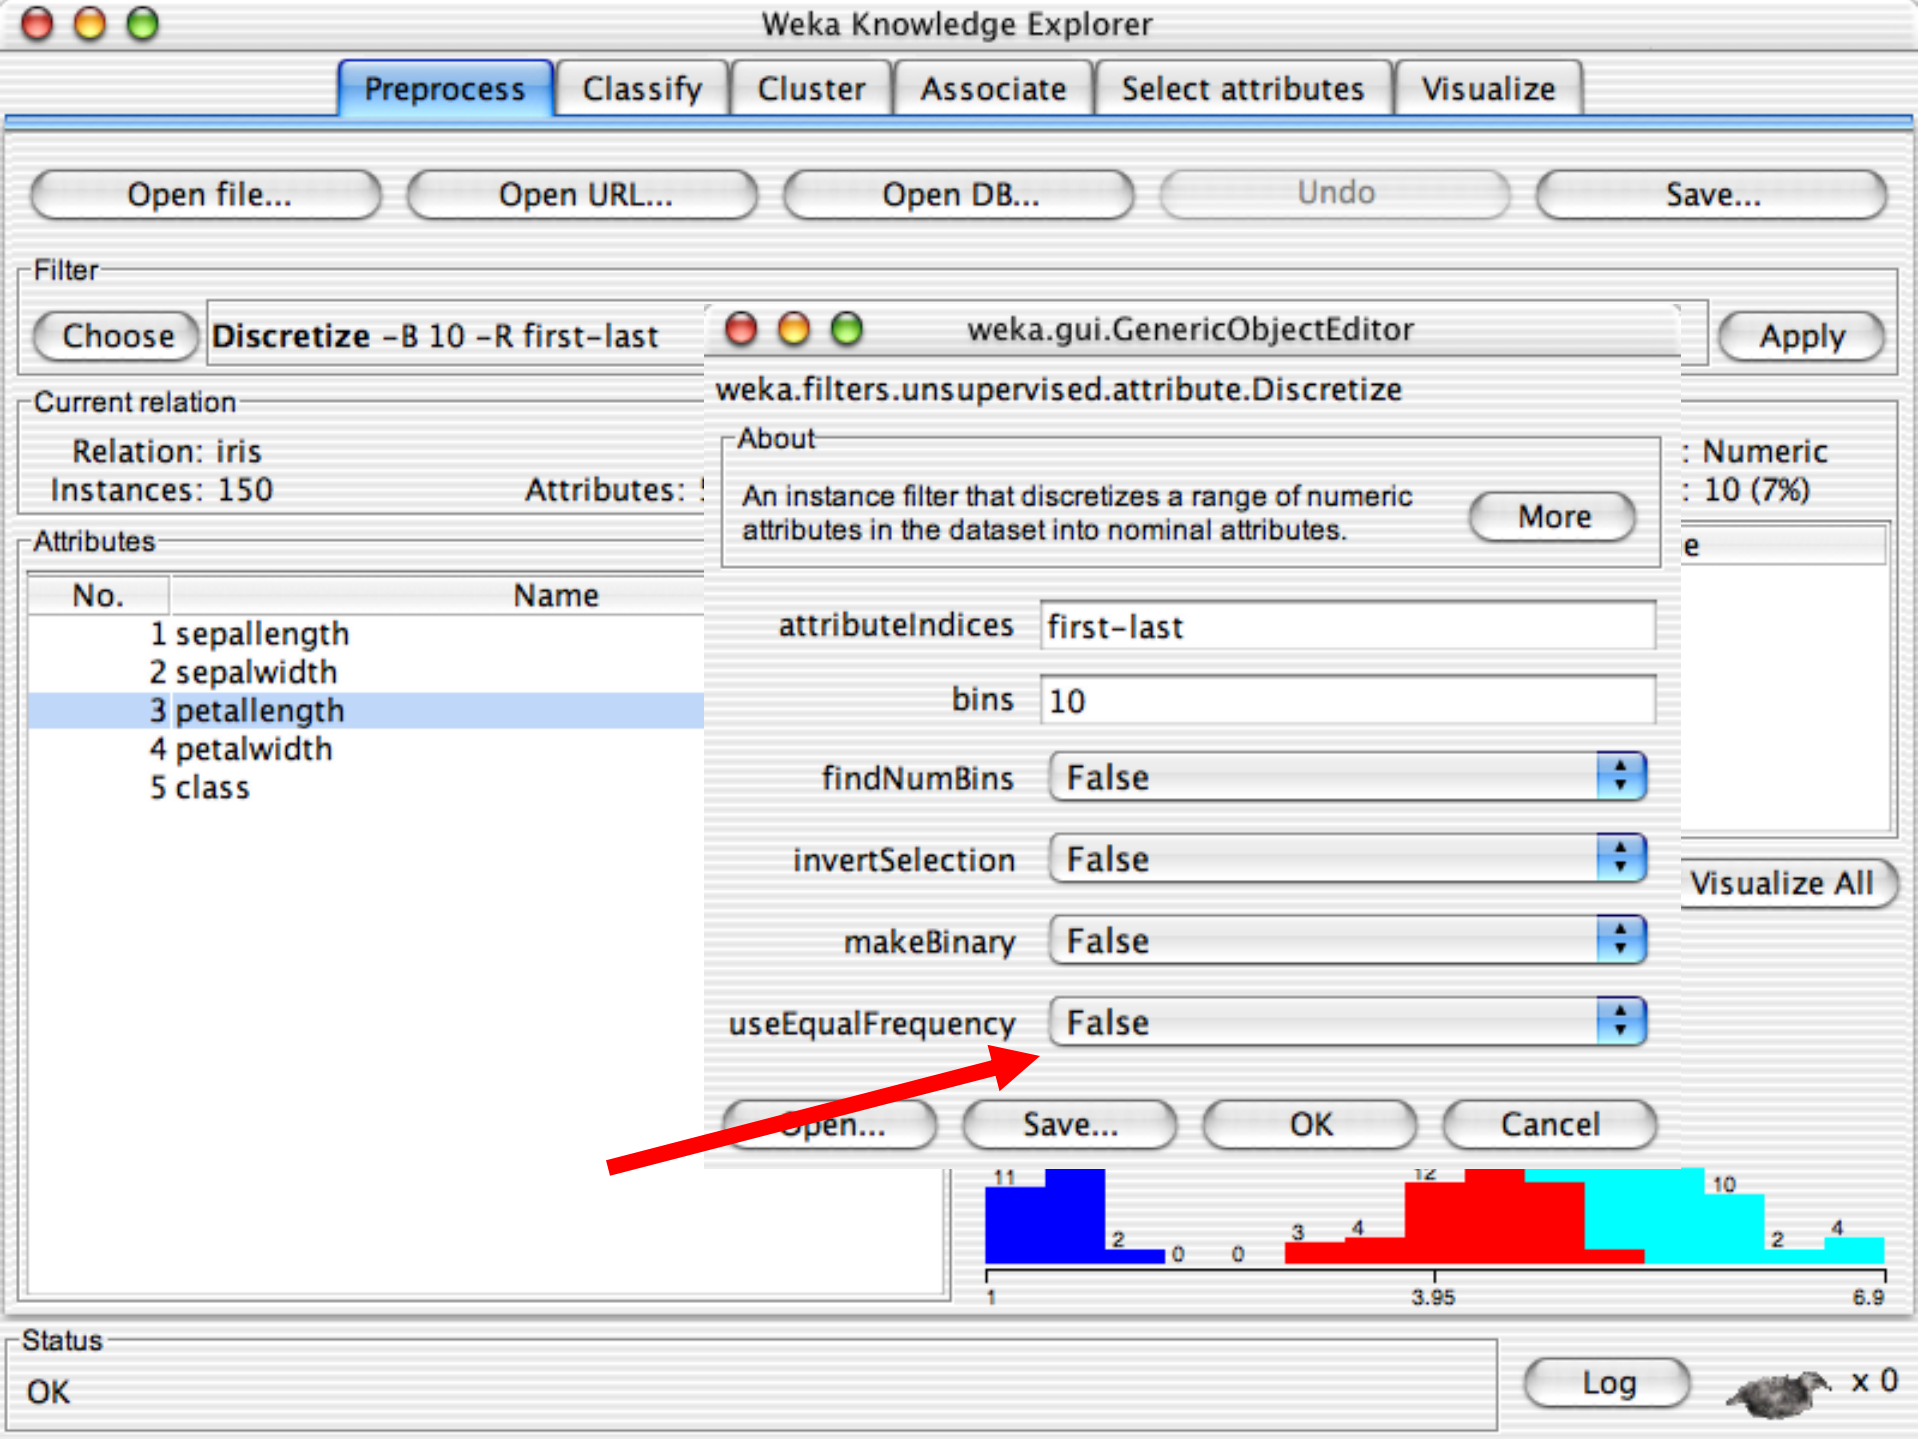 Weka Knowledge Explorer
Preprocess Classify Cluster Associate Select attributes Visualize
Open file... Open URL... Open DB... Undo Save...
Filter
Choose Discretize -B 10 -R first-last Apply
weka.gui.GenericObjectEditor
weka.filters.unsupervised.attribute.Discretize
About
An instance filter that discretizes a range of numeric
attributes in the dataset into nominal attributes.
More
attributeIndices first-last
bins 10
findNumBins False
invertSelection False
makeBinary False
useEqualFrequency False
Open... Save... OK Cancel
Current relation
Relation: iris
Instances: 150 Attributes:
: Numeric
: 10 (7%)
e
Attributes
No. Name
1 sepallength
2 sepalwidth
3 petallength
4 petalwidth
5 class
Visualize All
11 2 0 0 3 4 12 10 2 4
1 3.95 6.9
Status
OK
Log x 0